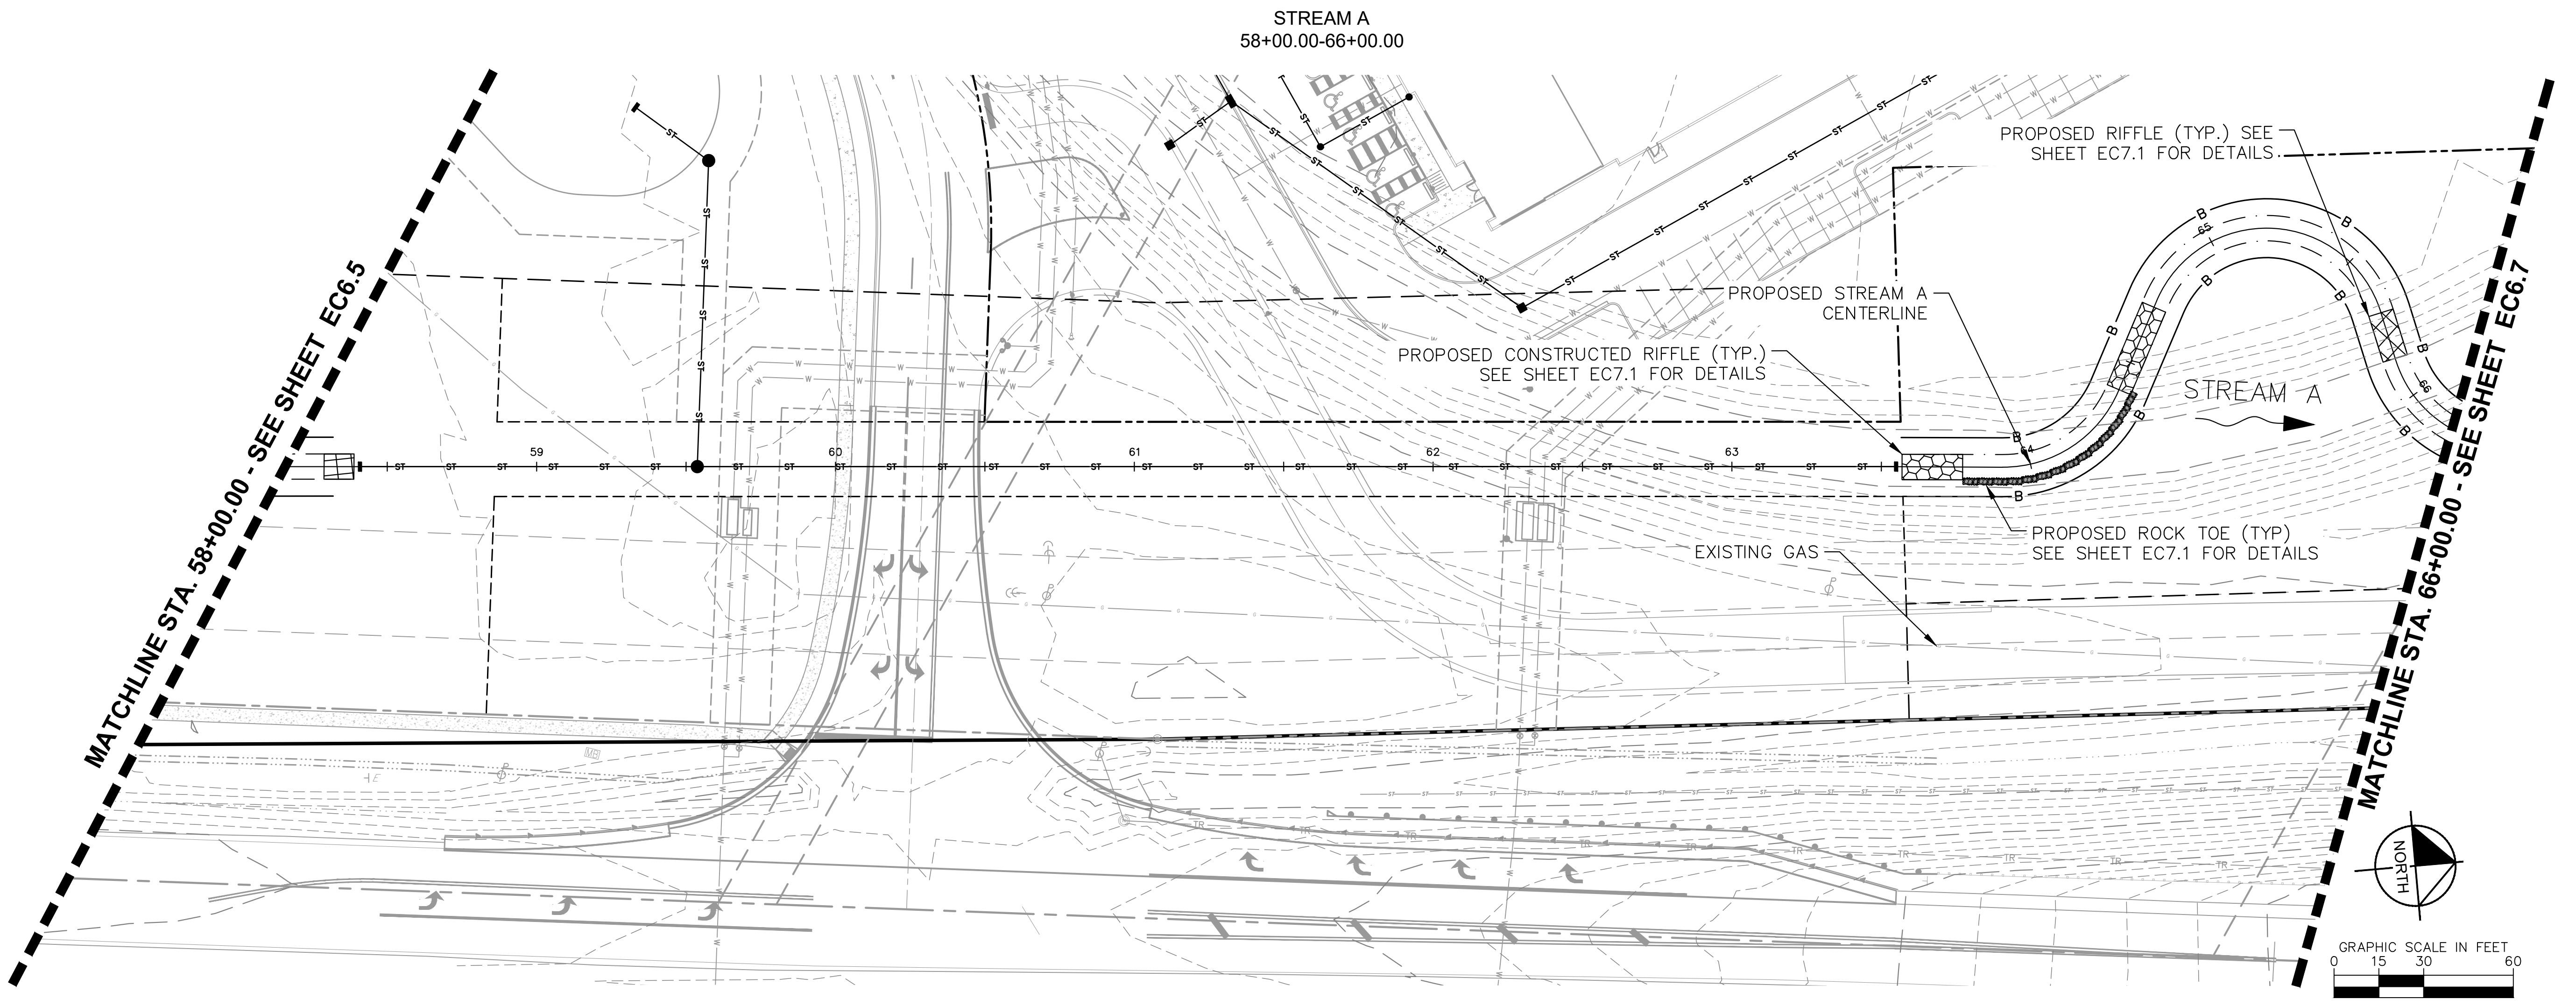 STREAM A
58+00.00-66+00.00
PROPOSED RIFFLE (TYP.) SEE
SHEET EC7.1 FOR DETAILS
PROPOSED STREAM A
CENTERLINE
PROPOSED CONSTRUCTED RIFFLE (TYP.)
SEE SHEET EC7.1 FOR DETAILS
STREAM A
59
60
61
62
63
64
65
66
PROPOSED ROCK TOE (TYP)
SEE SHEET EC7.1 FOR DETAILS
EXISTING GAS
MATCHLINE STA. 58+00.00 - SEE SHEET EC6.5
MATCHLINE STA. 66+00.00 - SEE SHEET EC6.7
NORTH
GRAPHIC SCALE IN FEET
0 15 30 60